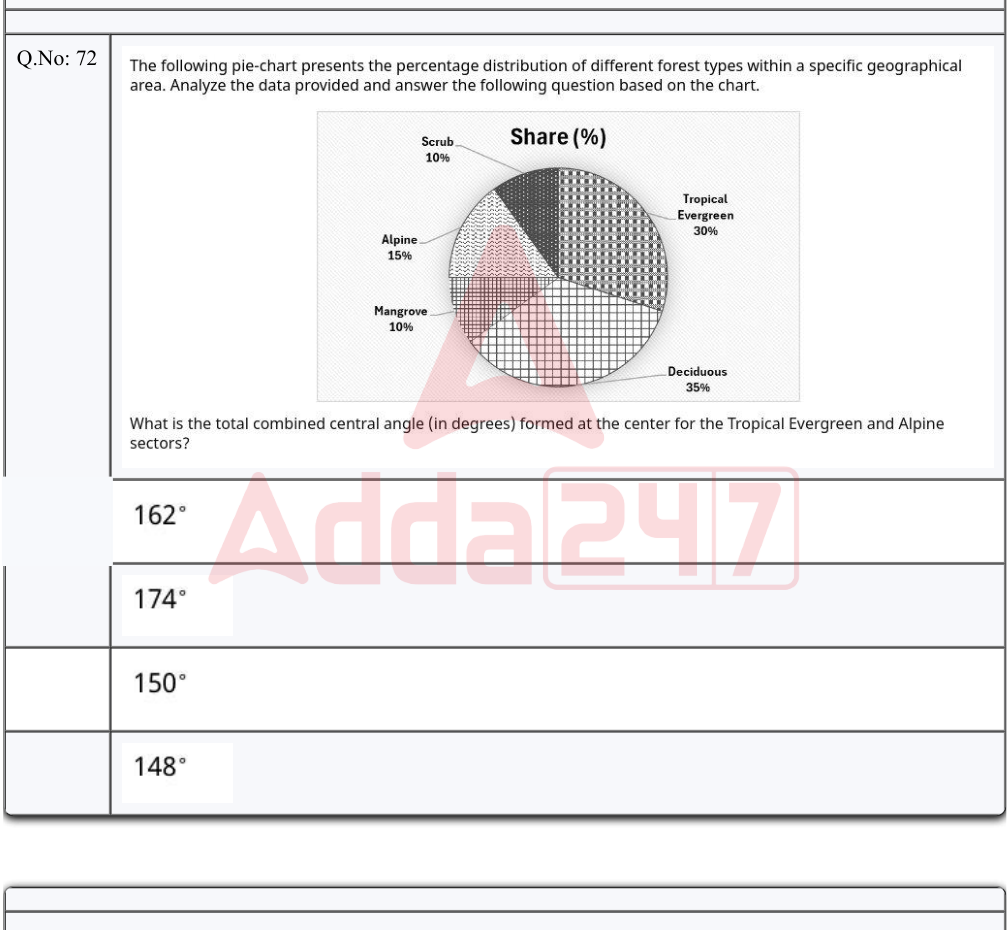 Q.No: 72
The following pie-chart presents the percentage distribution of different forest types within a specific geographical
area. Analyze the data provided and answer the following question based on the chart.
Share (%)
Scrub
10%
Tropical
Evergreen
30%
Alpine
15%
Mangrove
10%
Deciduous
35%
What is the total combined central angle (in degrees) formed at the center for the Tropical Evergreen and Alpine
sectors?
Adda247
162°
174°
150°
148°